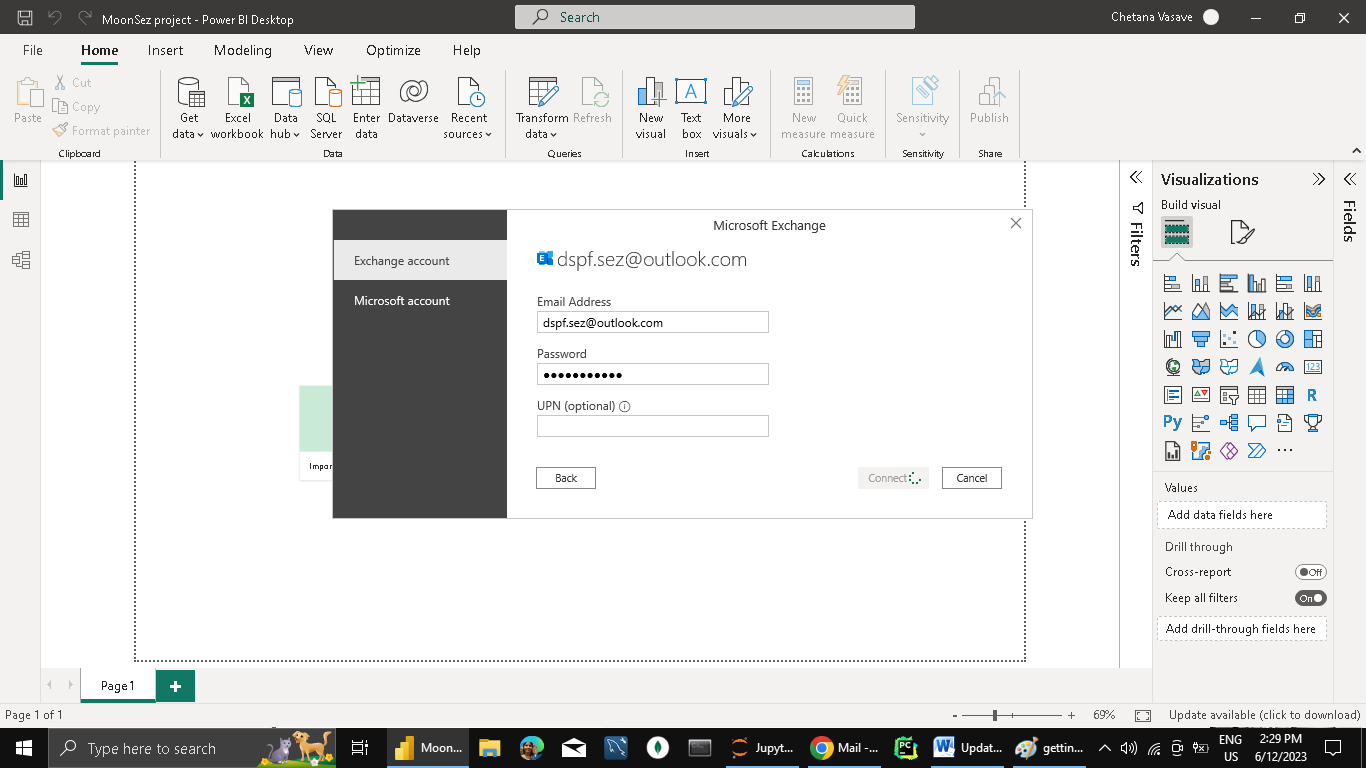 MoonSez project - Power BI Desktop
Search
Chetana Vasave
File Home Insert Modeling View Optimize Help
Paste
Cut
Copy
Format painter
Clipboard
Get data
Excel workbook
Data hub
SQL Server
Enter data
Dataverse
Recent sources
Data
Transform data
Refresh
Queries
New visual
Text box
More visuals
Insert
New measure
Quick measure
Calculations
Sensitivity
Sensitivity
Publish
Share
Microsoft Exchange
Exchange account
Microsoft account
dspf.sez@outlook.com
Email Address
dspf.sez@outlook.com
Password
UPN (optional)
Back
Connect
Cancel
Impor
Filters
Visualizations
Build visual
Fields
123
R
Py
Values
Add data fields here
Drill through
Cross-report
Off
Keep all filters
On
Add drill-through fields here
Page 1
Page 1 of 1
69%
Update available (click to download)
Type here to search
Moon...
Jupyt...
Mail -...
Updat...
gettin...
ENG
US
2:29 PM
6/12/2023